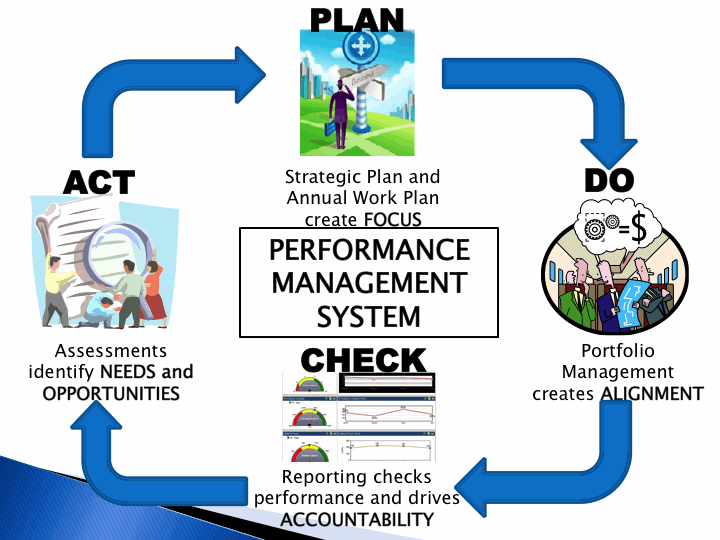 PLAN
Business
Strategic Plan and
Annual Work Plan
create FOCUS
DO
=$
Portfolio
Management
creates ALIGNMENT
PERFORMANCE
MANAGEMENT
SYSTEM
CHECK
Reporting checks
performance and drives
ACCOUNTABILITY
ACT
Assessments
identify NEEDS and
OPPORTUNITIES